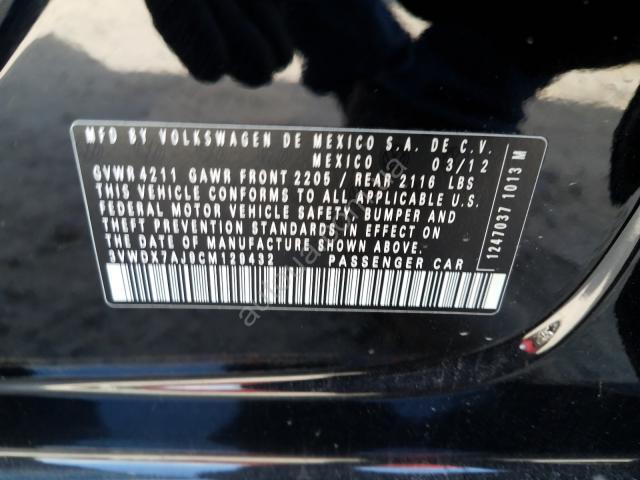 MFD BY VOLKSWAGEN DE MEXICO S.A. DE C.V.
MEXICO 03/12
GVWR 4211 GAWR FRONT 2205 / REAR 2116 LBS
THIS VEHICLE CONFORMS TO ALL APPLICABLE U.S.
FEDERAL MOTOR VEHICLE SAFETY, BUMPER AND
THEFT PREVENTION STANDARDS IN EFFECT ON
THE DATE OF MANUFACTURE SHOWN ABOVE.
3VWDX7AJ9CM129432 PASSENGER CAR
1247037 1013 M